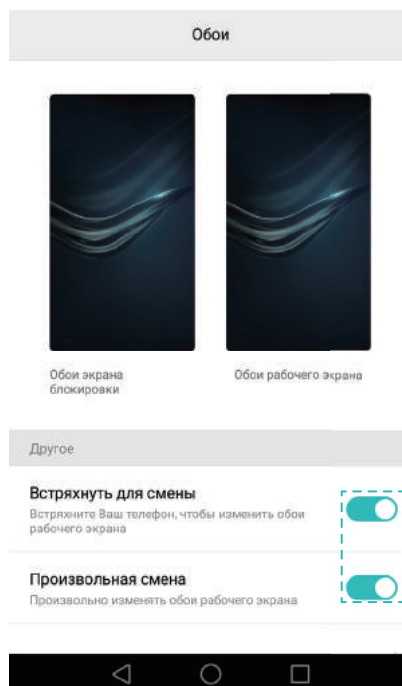 Обои
Обои экрана
блокировки
Обои рабочего экрана
Другое
Встряхнуть для смены
Встряхните Ваш телефон, чтобы изменить обои
рабочего экрана
Произвольная смена
Произвольно изменять обои рабочего экрана